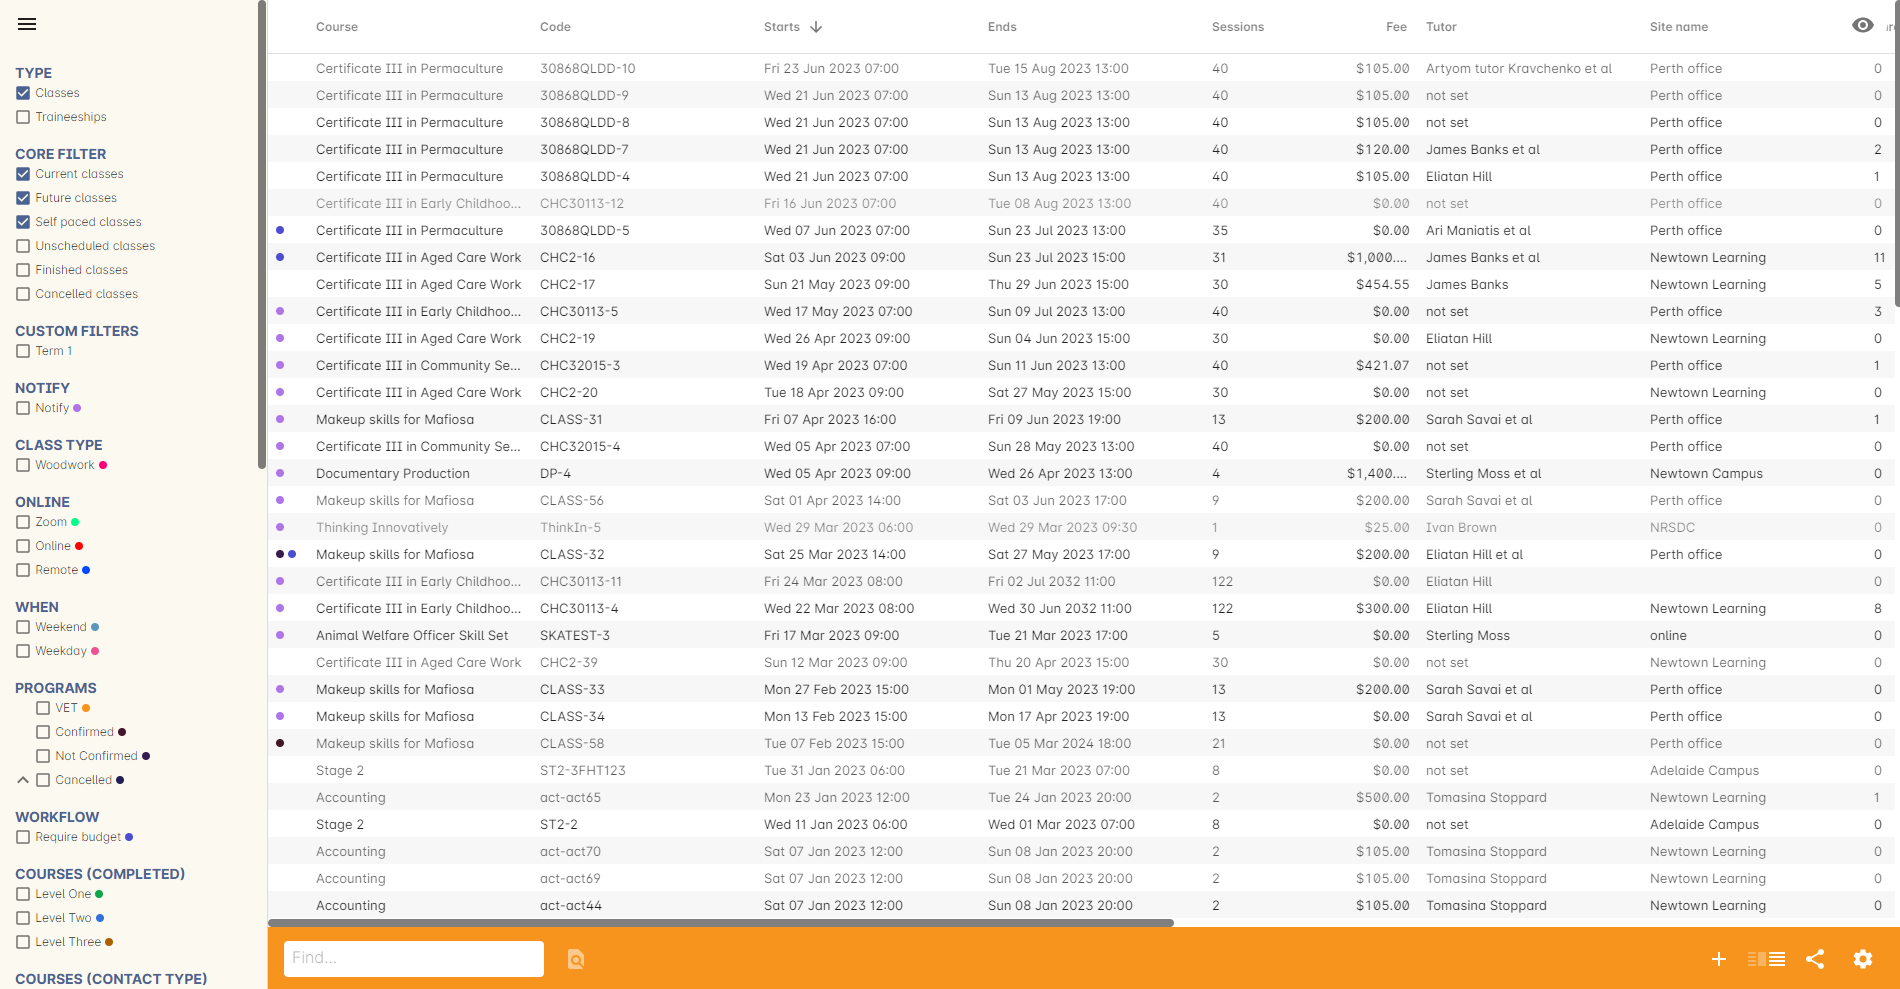 Course Code Starts Ends Sessions Fee Tutor Site name
TYPE
Classes
Traineeships
CORE FILTER
Current classes
Future classes
Self paced classes
Unscheduled classes
Finished classes
Cancelled classes
CUSTOM FILTERS
Term 1
NOTIFY
Notify
CLASS TYPE
Woodwork
ONLINE
Zoom
Online
Remote
WHEN
Weekend
Weekday
PROGRAMS
VET
Confirmed
Not Confirmed
Cancelled
WORKFLOW
Require budget
COURSES (COMPLETED)
Level One
Level Two
Level Three
COURSES (CONTACT TYPE)
Certificate III in Permaculture 30868QLDD-10 Fri 23 Jun 2023 07:00 Tue 15 Aug 2023 13:00 40 $105.00 Artyom tutor Kravchenko et al Perth office 0
Certificate III in Permaculture 30868QLDD-9 Wed 21 Jun 2023 07:00 Sun 13 Aug 2023 13:00 40 $105.00 not set Perth office 0
Certificate III in Permaculture 30868QLDD-8 Wed 21 Jun 2023 07:00 Sun 13 Aug 2023 13:00 40 $105.00 not set Perth office 0
Certificate III in Permaculture 30868QLDD-7 Wed 21 Jun 2023 07:00 Sun 13 Aug 2023 13:00 40 $120.00 James Banks et al Perth office 2
Certificate III in Permaculture 30868QLDD-4 Wed 21 Jun 2023 07:00 Sun 13 Aug 2023 13:00 40 $105.00 Eliatan Hill Perth office 1
Certificate III in Early Childhoo... CHC30113-12 Fri 16 Jun 2023 07:00 Tue 08 Aug 2023 13:00 40 $0.00 not set Perth office 0
Certificate III in Permaculture 30868QLDD-5 Wed 07 Jun 2023 07:00 Sun 23 Jul 2023 13:00 35 $0.00 Ari Maniatis et al Perth office 0
Certificate III in Aged Care Work CHC2-16 Sat 03 Jun 2023 09:00 Sun 23 Jul 2023 15:00 31 $1,000.... James Banks et al Newtown Learning 11
Certificate III in Aged Care Work CHC2-17 Sun 21 May 2023 09:00 Thu 29 Jun 2023 15:00 30 $454.55 James Banks Newtown Learning 5
Certificate III in Early Childhoo... CHC30113-5 Wed 17 May 2023 07:00 Sun 09 Jul 2023 13:00 40 $0.00 not set Perth office 3
Certificate III in Aged Care Work CHC2-19 Wed 26 Apr 2023 09:00 Sun 04 Jun 2023 15:00 30 $0.00 Eliatan Hill Newtown Learning 0
Certificate III in Community Se... CHC32015-3 Wed 19 Apr 2023 07:00 Sun 11 Jun 2023 13:00 40 $421.07 not set Perth office 1
Certificate III in Aged Care Work CHC2-20 Tue 18 Apr 2023 09:00 Sat 27 May 2023 15:00 30 $0.00 not set Newtown Learning 0
Makeup skills for Mafiosa CLASS-31 Fri 07 Apr 2023 16:00 Fri 09 Jun 2023 19:00 13 $200.00 Sarah Savai et al Perth office 1
Certificate III in Community Se... CHC32015-4 Wed 05 Apr 2023 07:00 Sun 28 May 2023 13:00 40 $0.00 not set Perth office 0
Documentary Production DP-4 Wed 05 Apr 2023 09:00 Wed 26 Apr 2023 13:00 4 $1,400.... Sterling Moss et al Newtown Campus 0
Makeup skills for Mafiosa CLASS-56 Sat 01 Apr 2023 14:00 Sat 03 Jun 2023 17:00 9 $200.00 Sarah Savai et al Perth office 0
Thinking Innovatively ThinkIn-5 Wed 29 Mar 2023 06:00 Wed 29 Mar 2023 09:30 1 $25.00 Ivan Brown NRSDC 0
Makeup skills for Mafiosa CLASS-32 Sat 25 Mar 2023 14:00 Sat 27 May 2023 17:00 9 $200.00 Eliatan Hill et al Perth office 0
Certificate III in Early Childhoo... CHC30113-11 Fri 24 Mar 2023 08:00 Fri 02 Jul 2032 11:00 122 $0.00 Eliatan Hill 0
Certificate III in Early Childhoo... CHC30113-4 Wed 22 Mar 2023 08:00 Wed 30 Jun 2032 11:00 122 $300.00 Eliatan Hill Newtown Learning 8
Animal Welfare Officer Skill Set SKATEST-3 Fri 17 Mar 2023 09:00 Tue 21 Mar 2023 17:00 5 $0.00 Sterling Moss online 0
Certificate III in Aged Care Work CHC2-39 Sun 12 Mar 2023 09:00 Thu 20 Apr 2023 15:00 30 $0.00 not set Newtown Learning 0
Makeup skills for Mafiosa CLASS-33 Mon 27 Feb 2023 15:00 Mon 01 May 2023 19:00 13 $200.00 Sarah Savai et al Perth office 0
Makeup skills for Mafiosa CLASS-34 Mon 13 Feb 2023 15:00 Mon 17 Apr 2023 19:00 13 $0.00 Sarah Savai et al Perth office 0
Makeup skills for Mafiosa CLASS-58 Tue 07 Feb 2023 15:00 Tue 05 Mar 2024 18:00 21 $0.00 not set Perth office 0
Stage 2 ST2-3FHT123 Tue 31 Jan 2023 06:00 Tue 21 Mar 2023 07:00 8 $0.00 not set Adelaide Campus 0
Accounting act-act65 Mon 23 Jan 2023 12:00 Tue 24 Jan 2023 20:00 2 $500.00 Tomasina Stoppard Newtown Learning 1
Stage 2 ST2-2 Wed 11 Jan 2023 06:00 Wed 01 Mar 2023 07:00 8 $0.00 not set Adelaide Campus 0
Accounting act-act70 Sat 07 Jan 2023 12:00 Sun 08 Jan 2023 20:00 2 $105.00 Tomasina Stoppard Newtown Learning 0
Accounting act-act69 Sat 07 Jan 2023 12:00 Sun 08 Jan 2023 20:00 2 $105.00 Tomasina Stoppard Newtown Learning 0
Accounting act-act44 Sat 07 Jan 2023 12:00 Sun 08 Jan 2023 20:00 2 $105.00 Tomasina Stoppard Newtown Learning 0
Find...